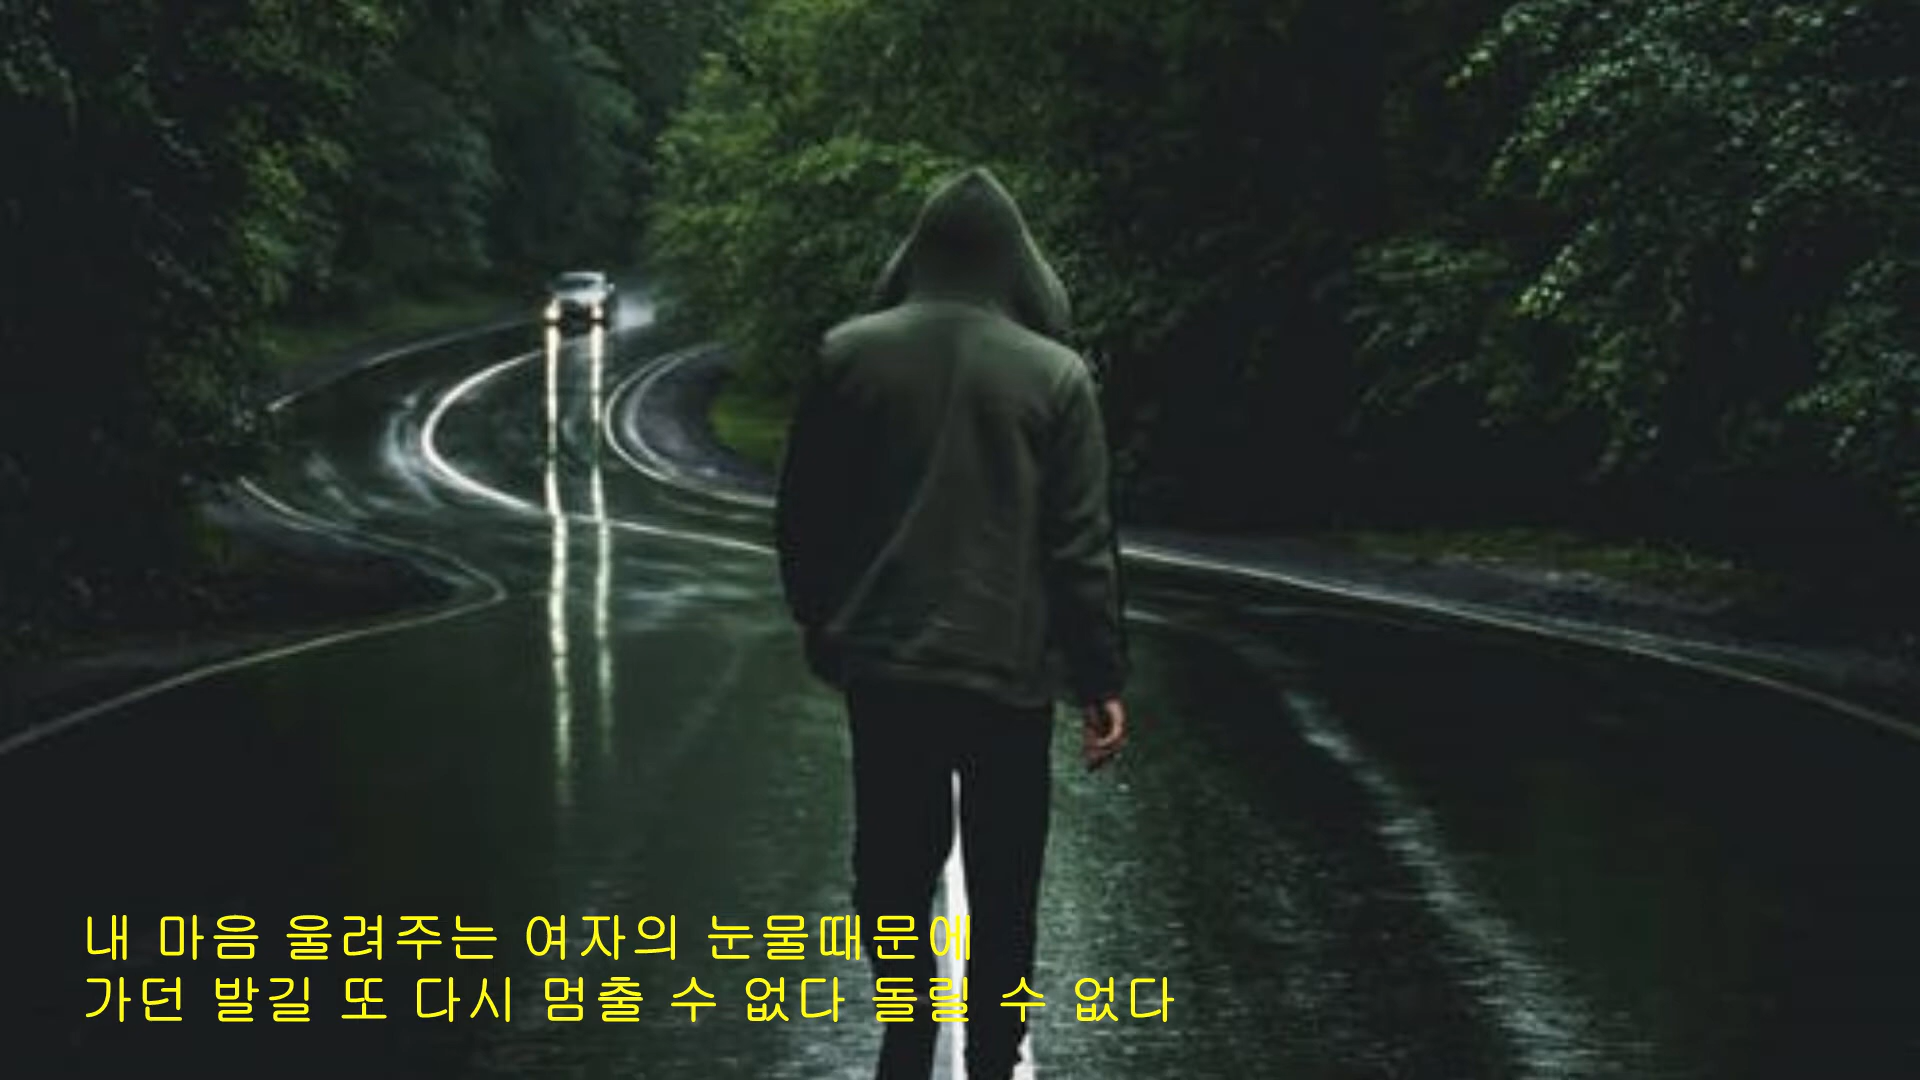 내 마음 울려주는 여자의 눈물때문에
가던 발길 또 다시 멈출 수 없다 돌릴 수 없다